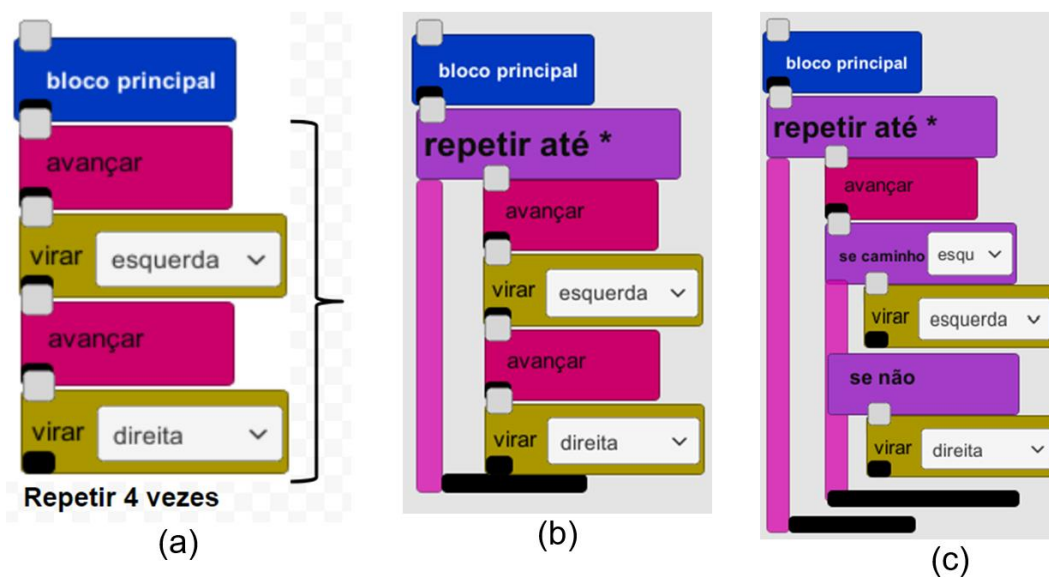 bloco principal
avançar
virar esquerda
avançar
virar direita
Repetir 4 vezes
(a)
bloco principal
repetir até *
avançar
virar esquerda
avançar
virar direita
(b)
bloco principal
repetir até *
avançar
se caminho esqu
virar esquerda
se não
virar direita
(c)